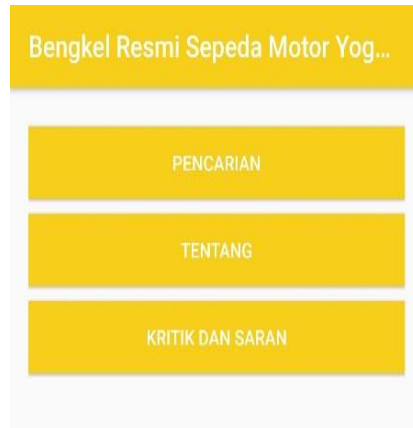 Bengkel Resmi Sepeda Motor Yog...
PENCARIAN
TENTANG
KRITIK DAN SARAN